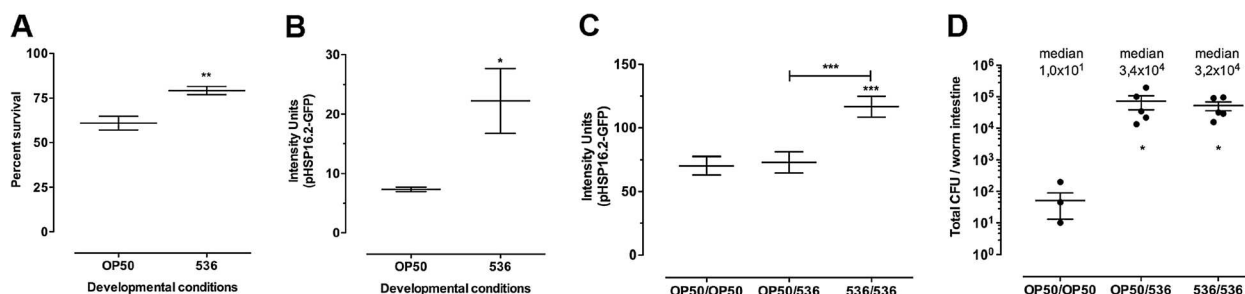 A
Percent survival
100
75
50
25
0
**
OP50
536
Developmental conditions
B
Intensity Units
(pHSP16.2-GFP)
30
20
10
0
*
OP50
536
Developmental conditions
C
Intensity Units
(pHSP16.2-GFP)
150
100
50
0
***
***
OP50/OP50
OP50/536
536/536
D
Total CFU / worm intestine
median
1,0x10¹
median
3,4x10⁴
median
3,2x10⁴
10⁶
10⁵
10⁴
10³
10²
10¹
10⁰
*
*
OP50/OP50
OP50/536
536/536